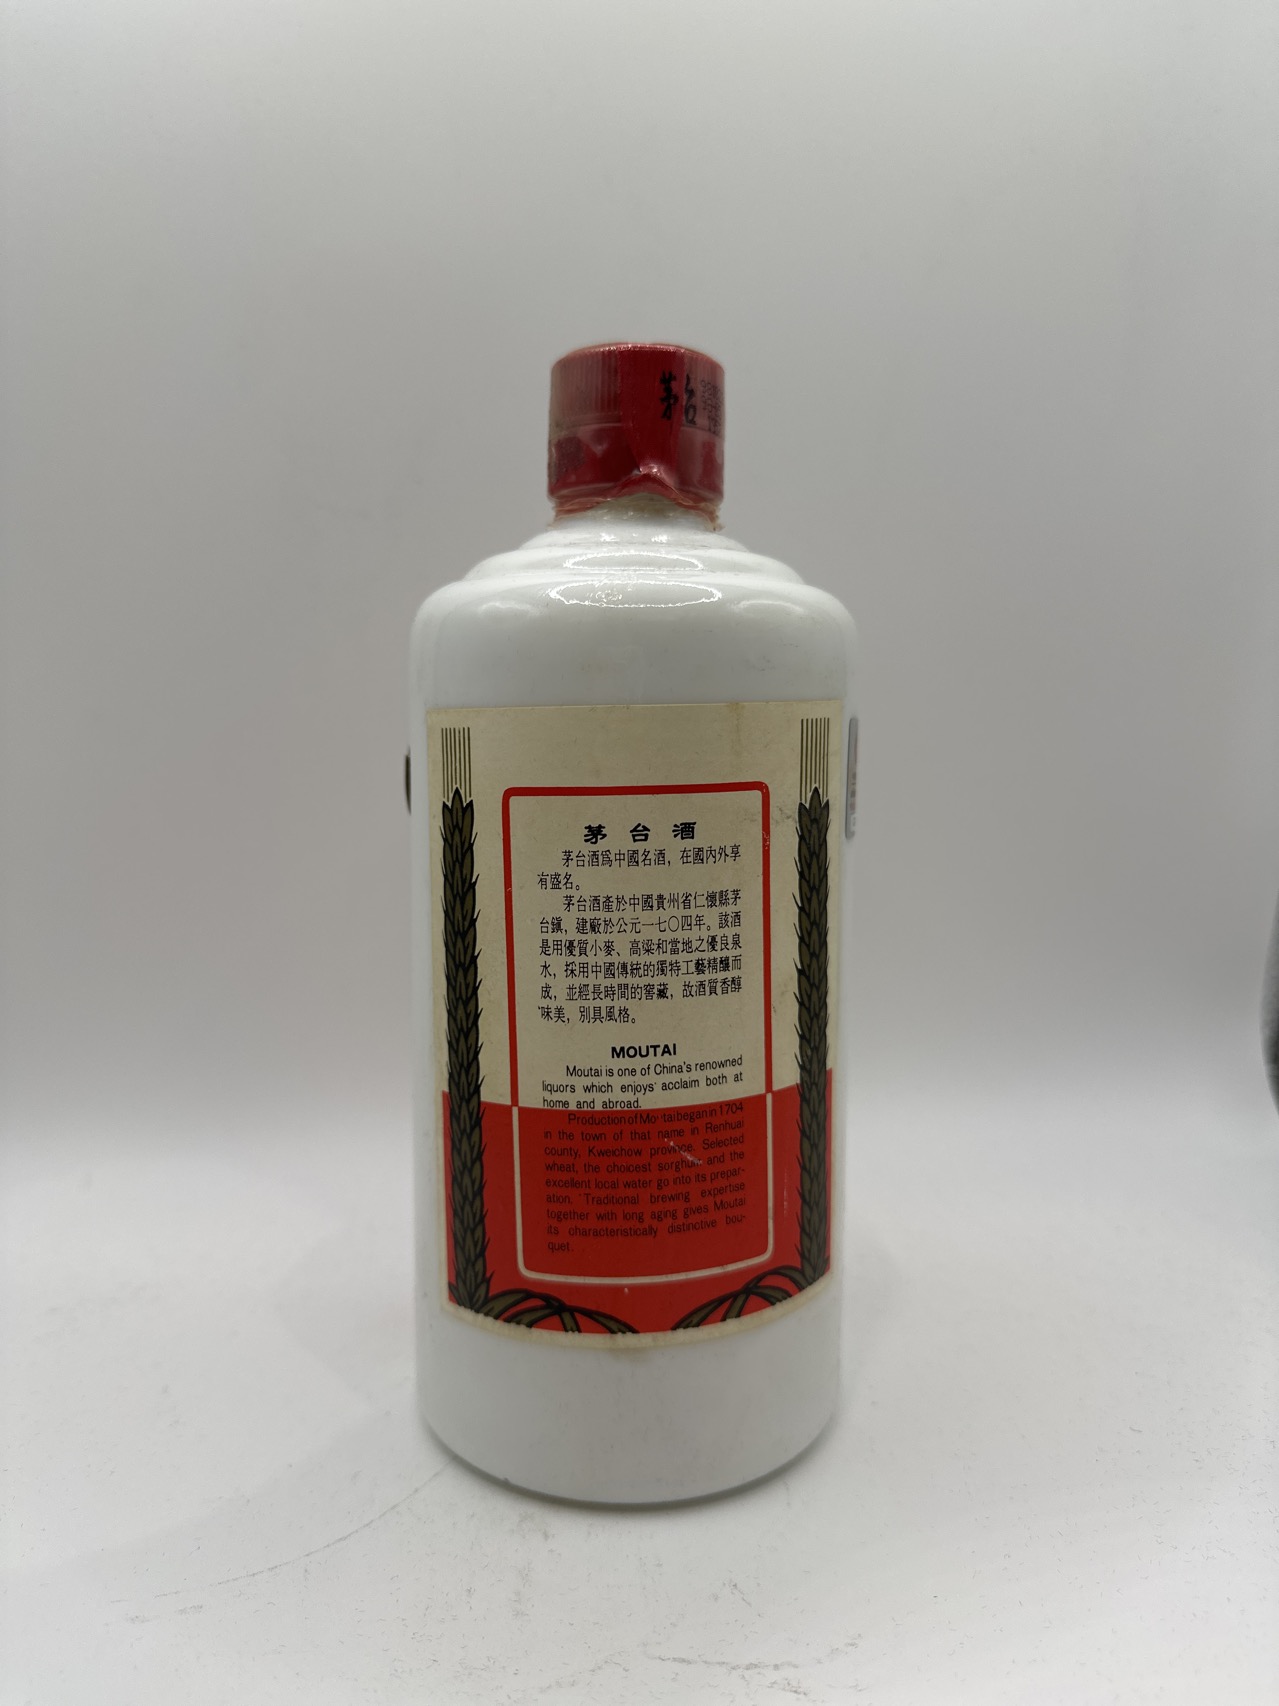 茅台
茅台酒
茅台酒爲中國名酒，在國內外享
有盛名。
茅台酒產於中國貴州省仁懷縣茅
台鎭，建廠於公元一七〇四年。該酒
是用優質小麥、高粱和當地之優良泉
水，採用中國傳統的獨特工藝精釀而
成，並經長時間的窖藏，故酒質香醇
味美，別具風格。
MOUTAI
Moutai is one of China's renowned
liquors which enjoys acclaim both at
home and abroad.
Production of Moutai began in 1704
in the town of that name in Renhuai
county, Kweichow province. Selected
wheat, the choicest sorghum and the
excellent local water go into its prepar-
ation. Traditional brewing expertise
together with long aging gives Moutai
its characteristically distinctive bou-
quet.